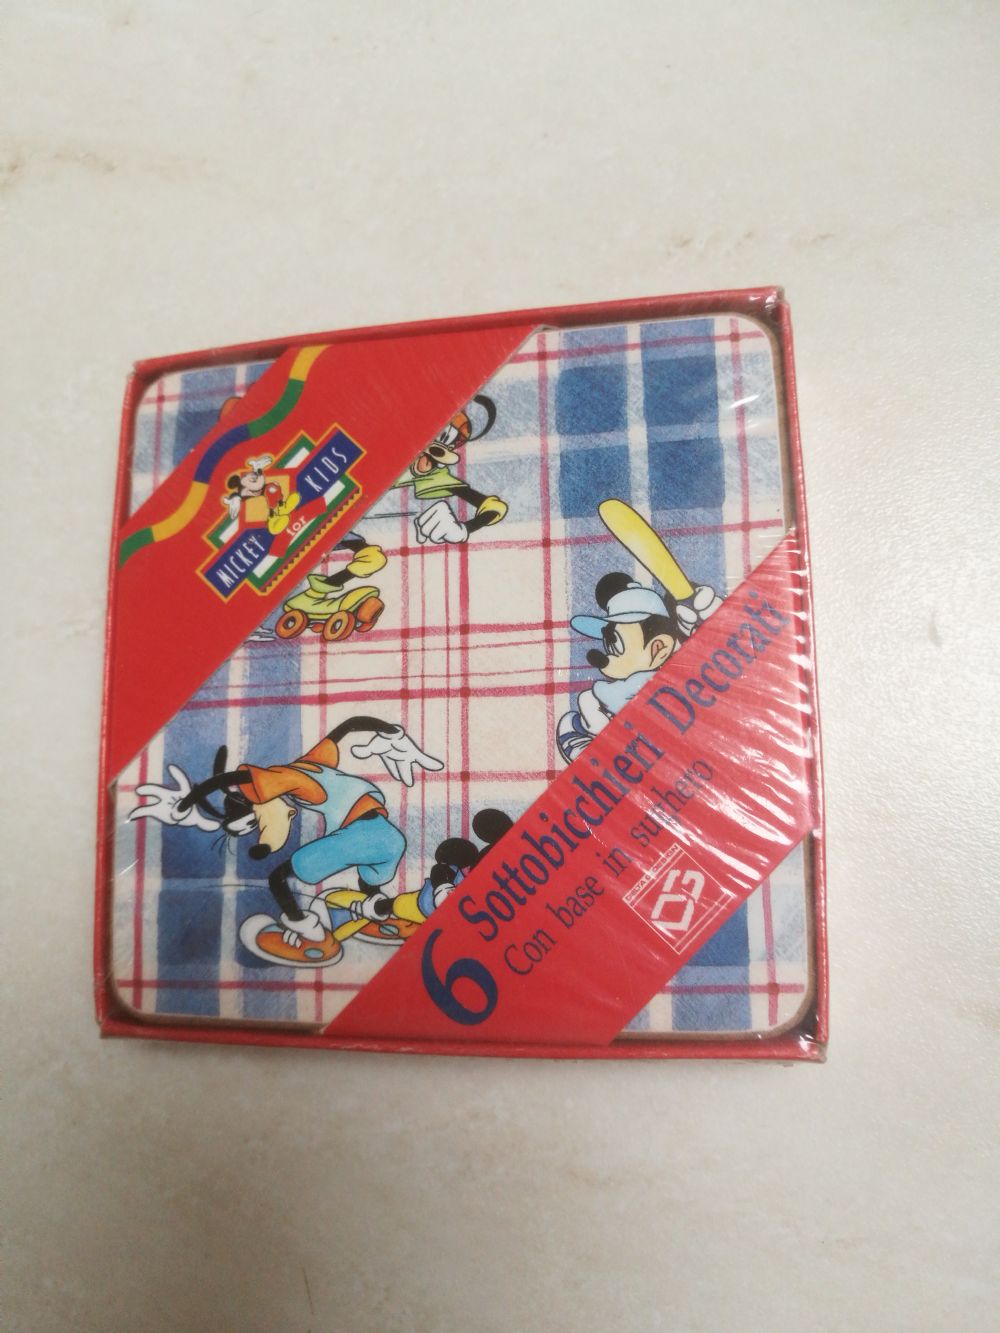 MICKEY
for
KIDS
6 Sottobicchieri Decorati
Con base in sughero